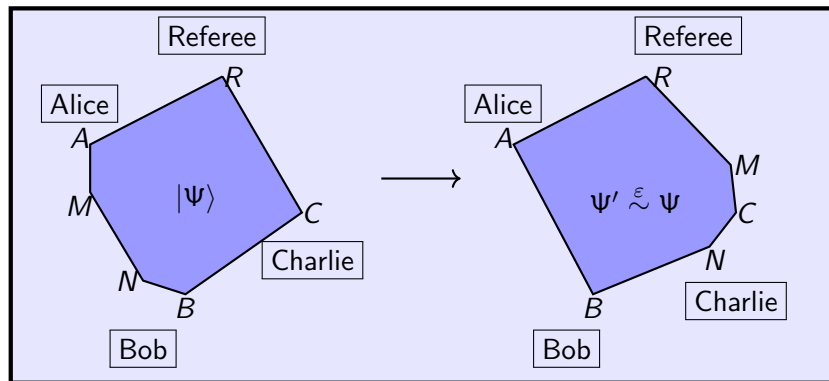 Referee
Alice
R
A
M
|Ψ⟩
N
B
C
Charlie
Bob
Referee
Alice
R
A
M
Ψ′ ε∼ Ψ
C
N
B
Charlie
Bob